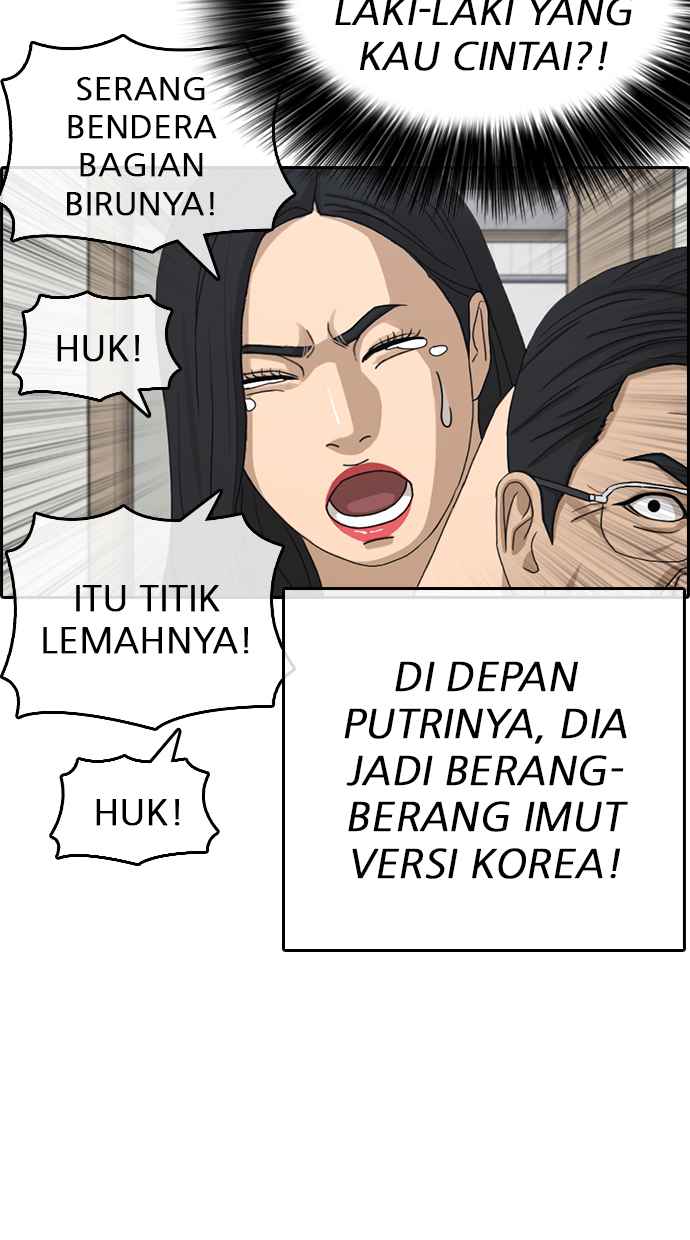 LAKI-LAKI YANG
KAU CINTAI?!
SERANG
BENDERA
BAGIAN
BIRUNYA!
HUK!
ITU TITIK
LEMAHNYA!
DI DEPAN
PUTRINYA, DIA
JADI BERANG-
BERANG IMUT
VERSI KOREA!
HUK!